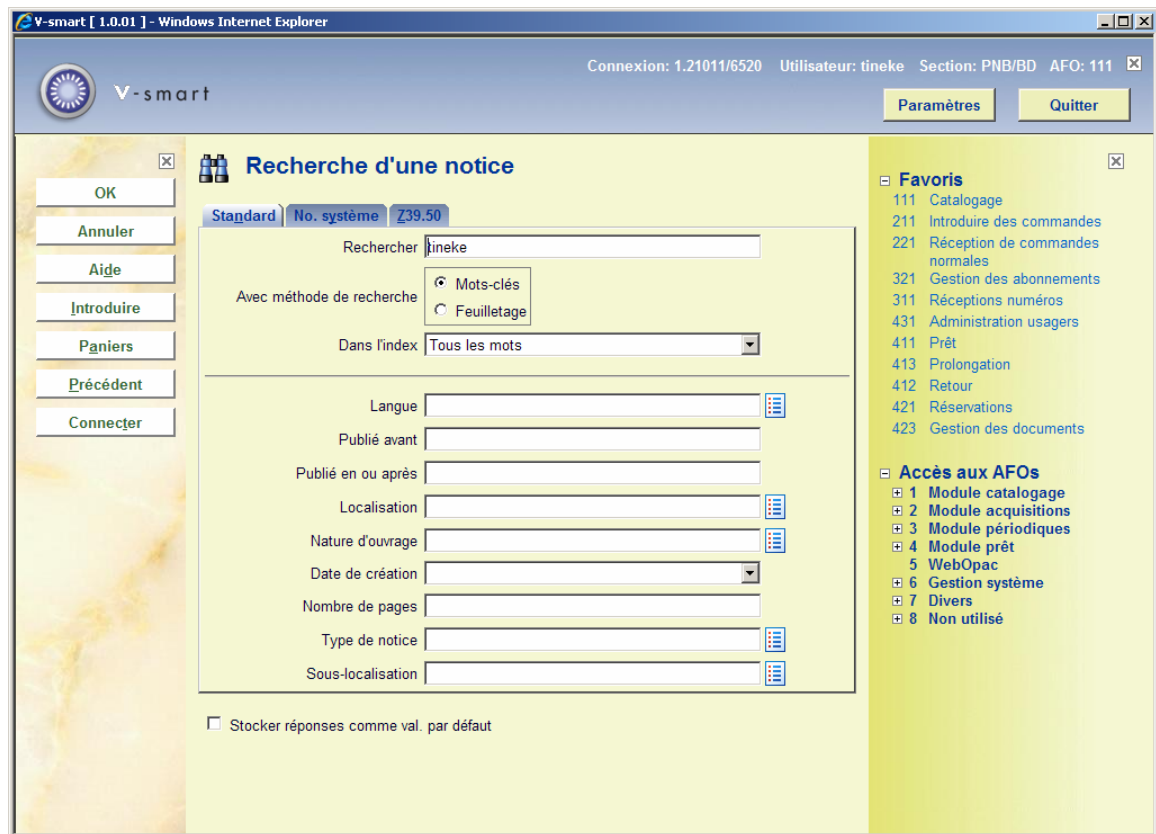 V-smart [ 1.0.01 ] - Windows Internet Explorer
Connexion: 1.21011/6520 Utilisateur: tineke Section: PNB/BD AFO: 111
V-smart
Paramètres
Quitter
OK
Annuler
Aide
Introduire
Paniers
Précédent
Connecter
Recherche d'une notice
Standard
No. système
Z39.50
Rechercher tineke
Avec méthode de recherche
Mots-clés
Feuilletage
Dans l'index Tous les mots
Langue
Publié avant
Publié en ou après
Localisation
Nature d'ouvrage
Date de création
Nombre de pages
Type de notice
Sous-localisation
Stocker réponses comme val. par défaut
Favoris
111 Catalogage
211 Introduire des commandes
221 Réception de commandes
normales
321 Gestion des abonnements
311 Réceptions numéros
431 Administration usagers
411 Prêt
413 Prolongation
412 Retour
421 Réservations
423 Gestion des documents
Accès aux AFOs
1 Module catalogage
2 Module acquisitions
3 Module périodiques
4 Module prêt
5 WebOpac
6 Gestion système
7 Divers
8 Non utilisé